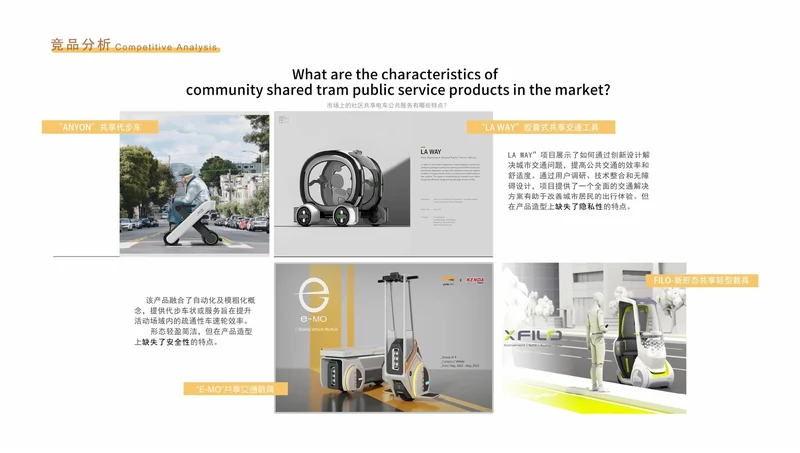 竞品分析 Competitive Analysis
What are the characteristics of
community shared tram public service products in the market?
市场上的社区共享电车公共服务有哪些特点?
"ANYON" 共享代步车
"LA WAY" 胶囊式共享交通工具
LA WAY
LA WAY" 项目展示了如何通过创新设计解
决城市交通问题, 提高公共交通的效率和
舒适度。通过用户调研、技术整合和无障
碍设计, 项目提供了一个全面的交通解决
方案有助于改善城市居民的出行体验。但
在产品造型上缺失了隐私性的特点。
该产品融合了自动化及模粗化概
念, 提供代步车状或服务旨在提升
活动场域内的疏通性车速轮效率。
形态轻盈简洁, 但在产品造型
上缺失了安全性的特点。
e-MO
KENDA
"E-MO"共享交通载具
FILO-新形态共享轻型载具
XFILO